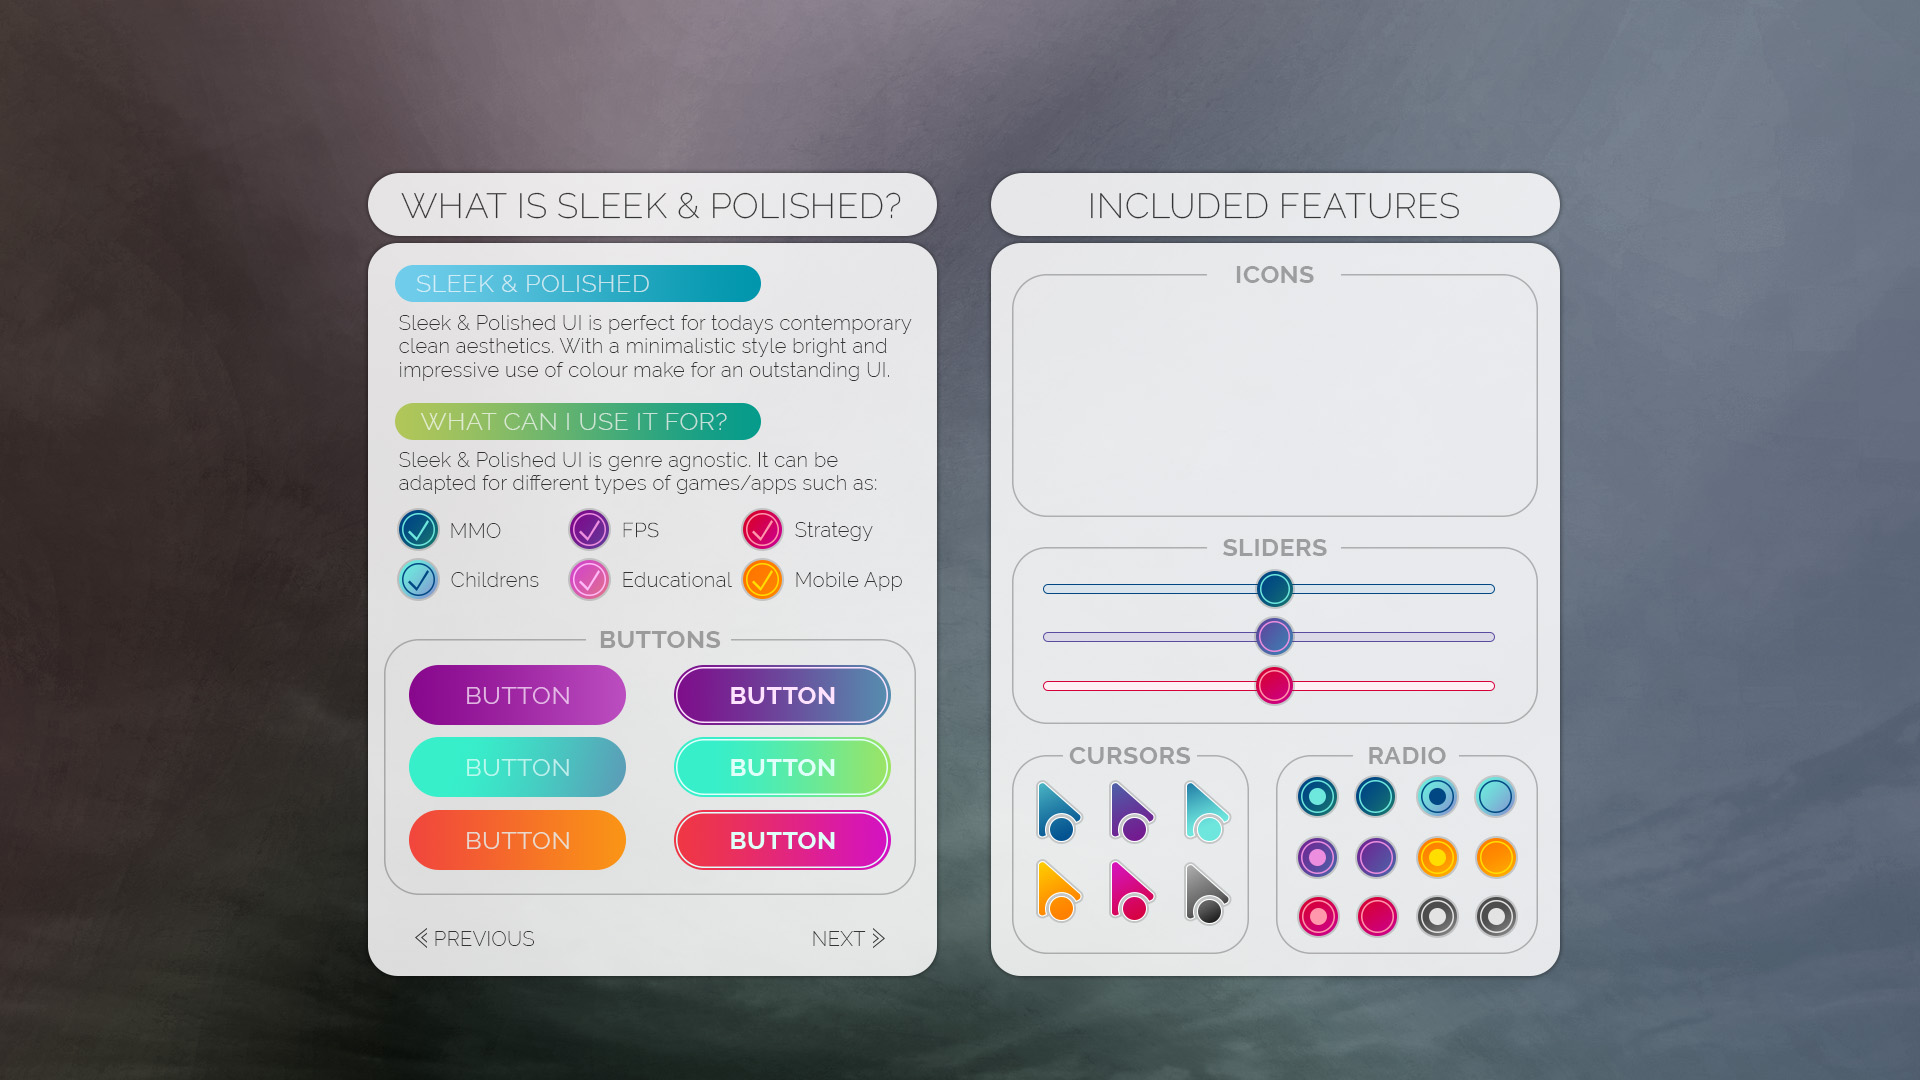 WHAT IS SLEEK & POLISHED?
SLEEK & POLISHED
Sleek & Polished UI is perfect for todays contemporary
clean aesthetics. With a minimalistic style bright and
impressive use of colour make for an outstanding UI.
WHAT CAN I USE IT FOR?
Sleek & Polished UI is genre agnostic. It can be
adapted for different types of games/apps such as:
MMO
FPS
Strategy
Childrens
Educational
Mobile App
BUTTONS
BUTTON
BUTTON
BUTTON
BUTTON
BUTTON
BUTTON
PREVIOUS
NEXT
INCLUDED FEATURES
ICONS
SLIDERS
CURSORS
RADIO